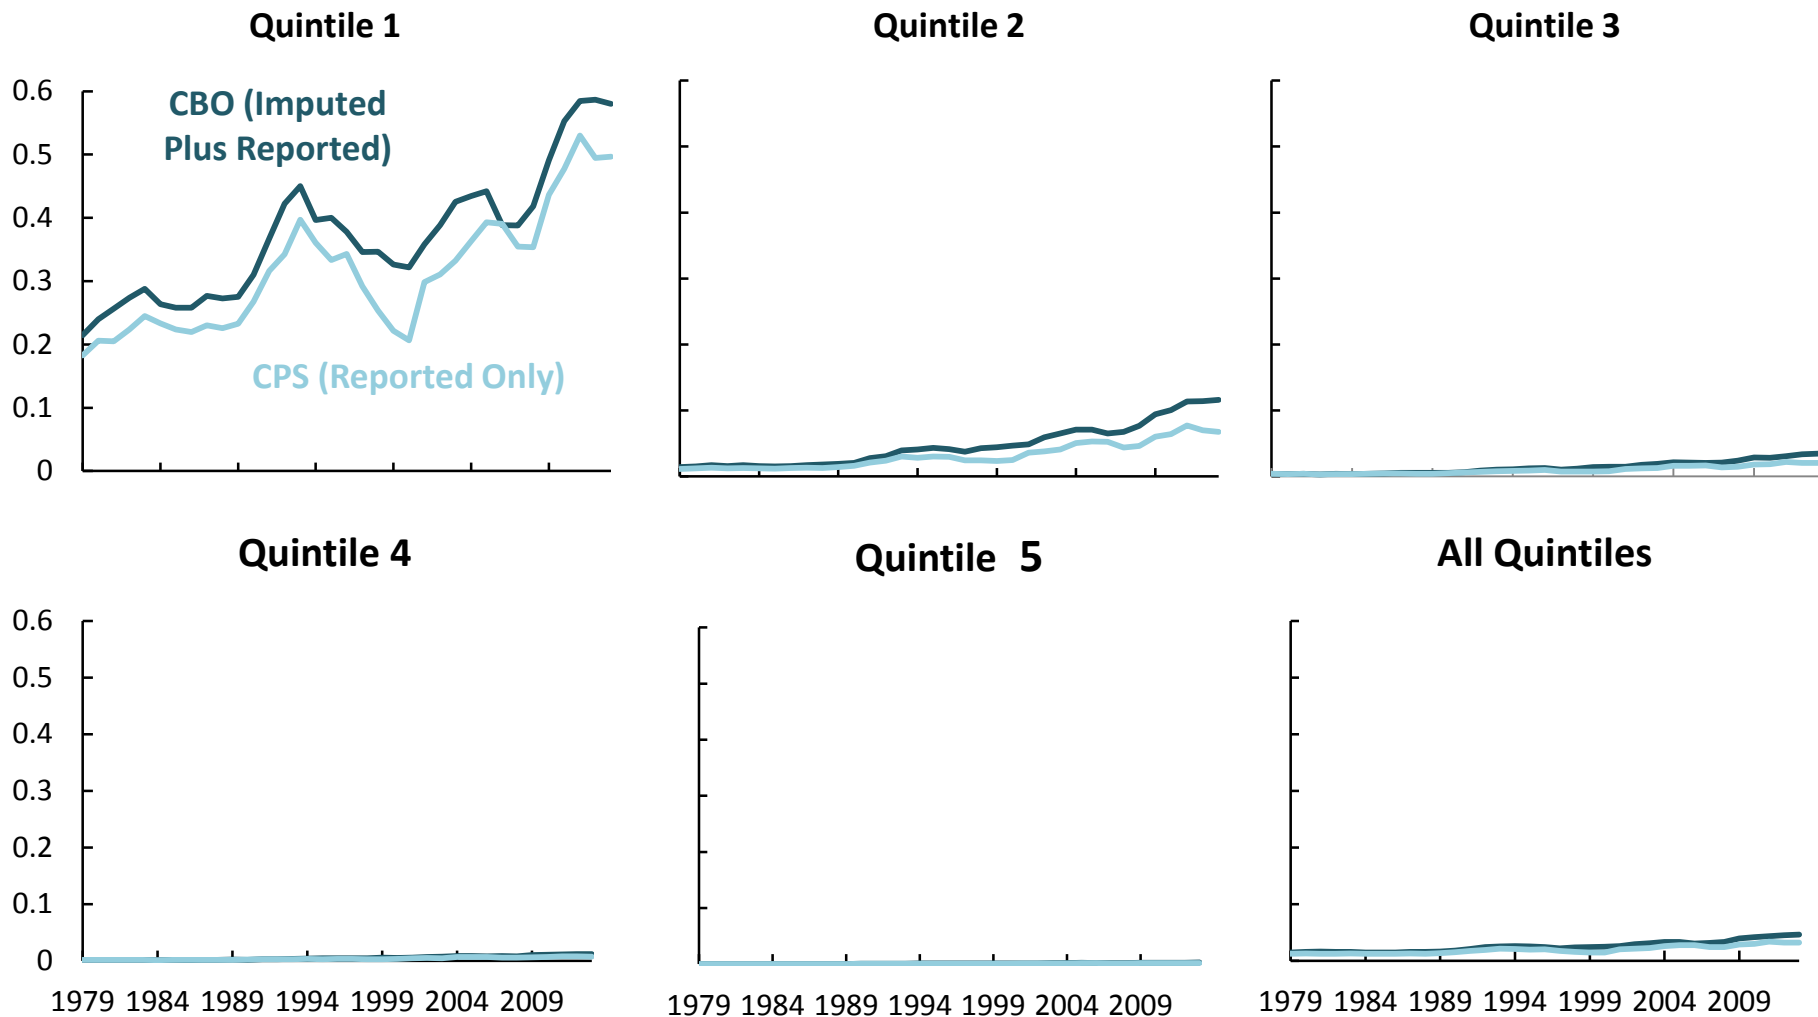 Quintile 1
Quintile 2
Quintile 3
0.6
0.5
0.4
0.3
0.2
0.1
0
CBO (Imputed
Plus Reported)
CPS (Reported Only)
Quintile 4
Quintile 5
All Quintiles
0.6
0.5
0.4
0.3
0.2
0.1
0
1979 1984 1989 1994 1999 2004 2009
1979 1984 1989 1994 1999 2004 2009
1979 1984 1989 1994 1999 2004 2009